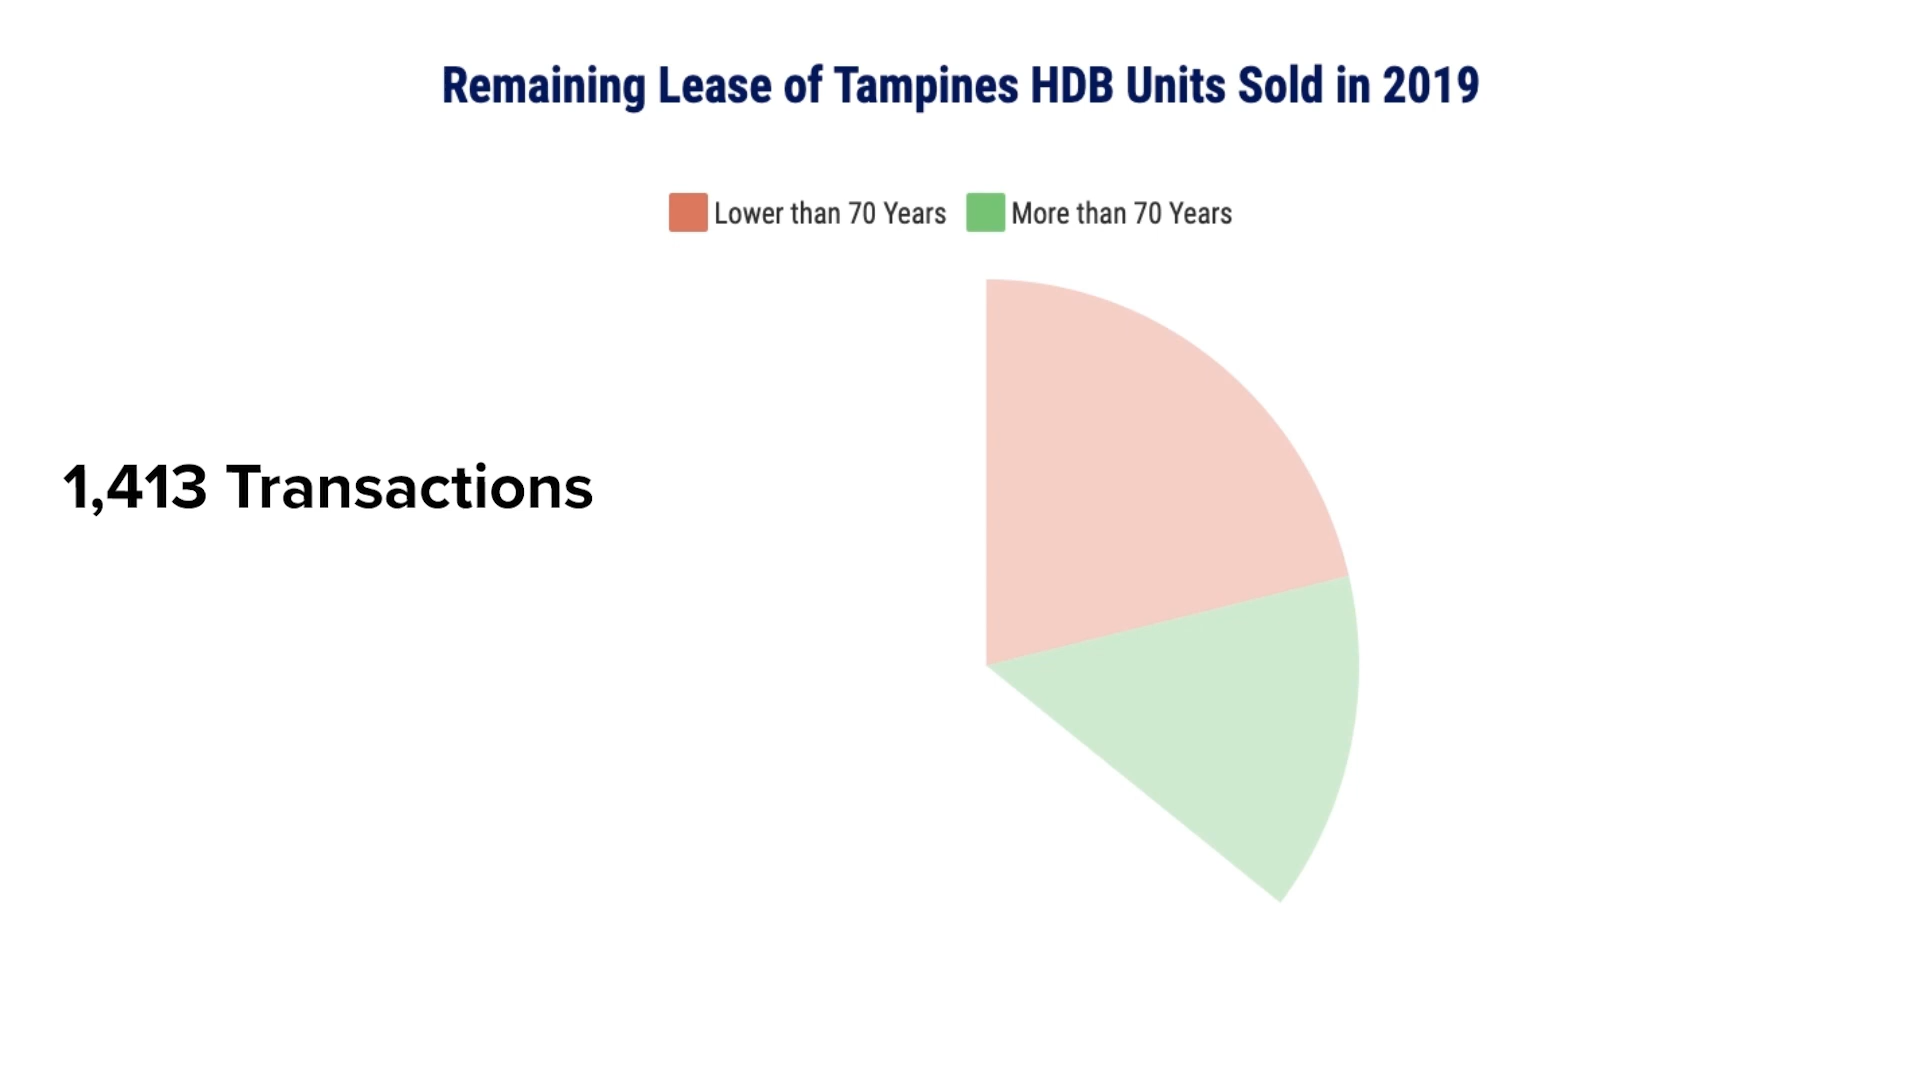 Remaining Lease of Tampines HDB Units Sold in 2019
Lower than 70 Years More than 70 Years
1,413 Transactions